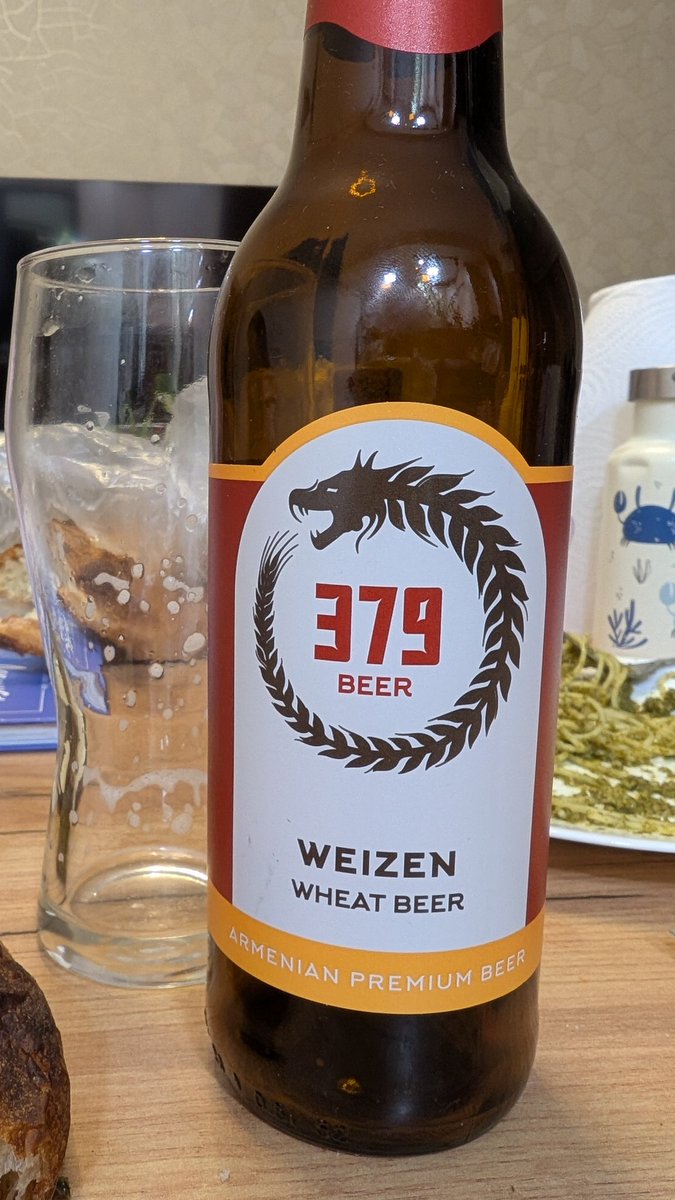 379
BEER
WEIZEN
WHEAT BEER
ARMENIAN PREMIUM BEER